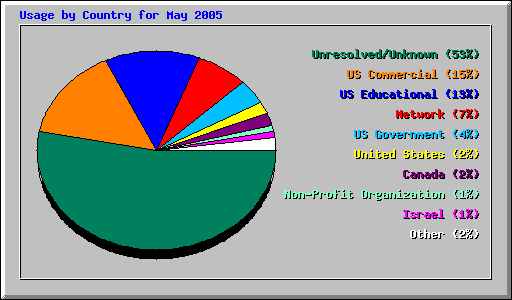 Usage by Country for May 2005
Unresolved/Unknown (53%)
US Commercial (15%)
US Educational (13%)
Network (7%)
US Government (4%)
United States (2%)
Canada (2%)
Non-Profit Organization (1%)
Israel (1%)
Other (2%)